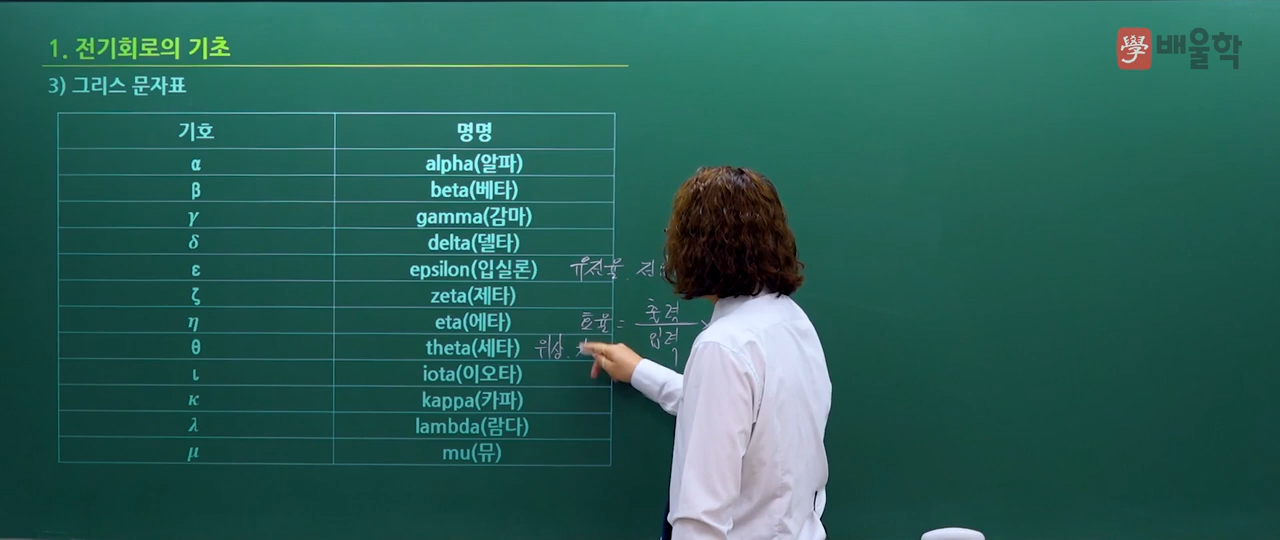 1. 전기회로의 기초
學 배울학
3) 그리스 문자표
기호 명명
α alpha(알파)
β beta(베타)
γ gamma(감마)
δ delta(델타)
ε epsilon(입실론) 유전율.
ζ zeta(제타)
η eta(에타) 효율 = 출력
입력
θ theta(세타) 위상.
ι iota(이오타)
κ kappa(카파)
λ lambda(람다)
μ mu(뮤)